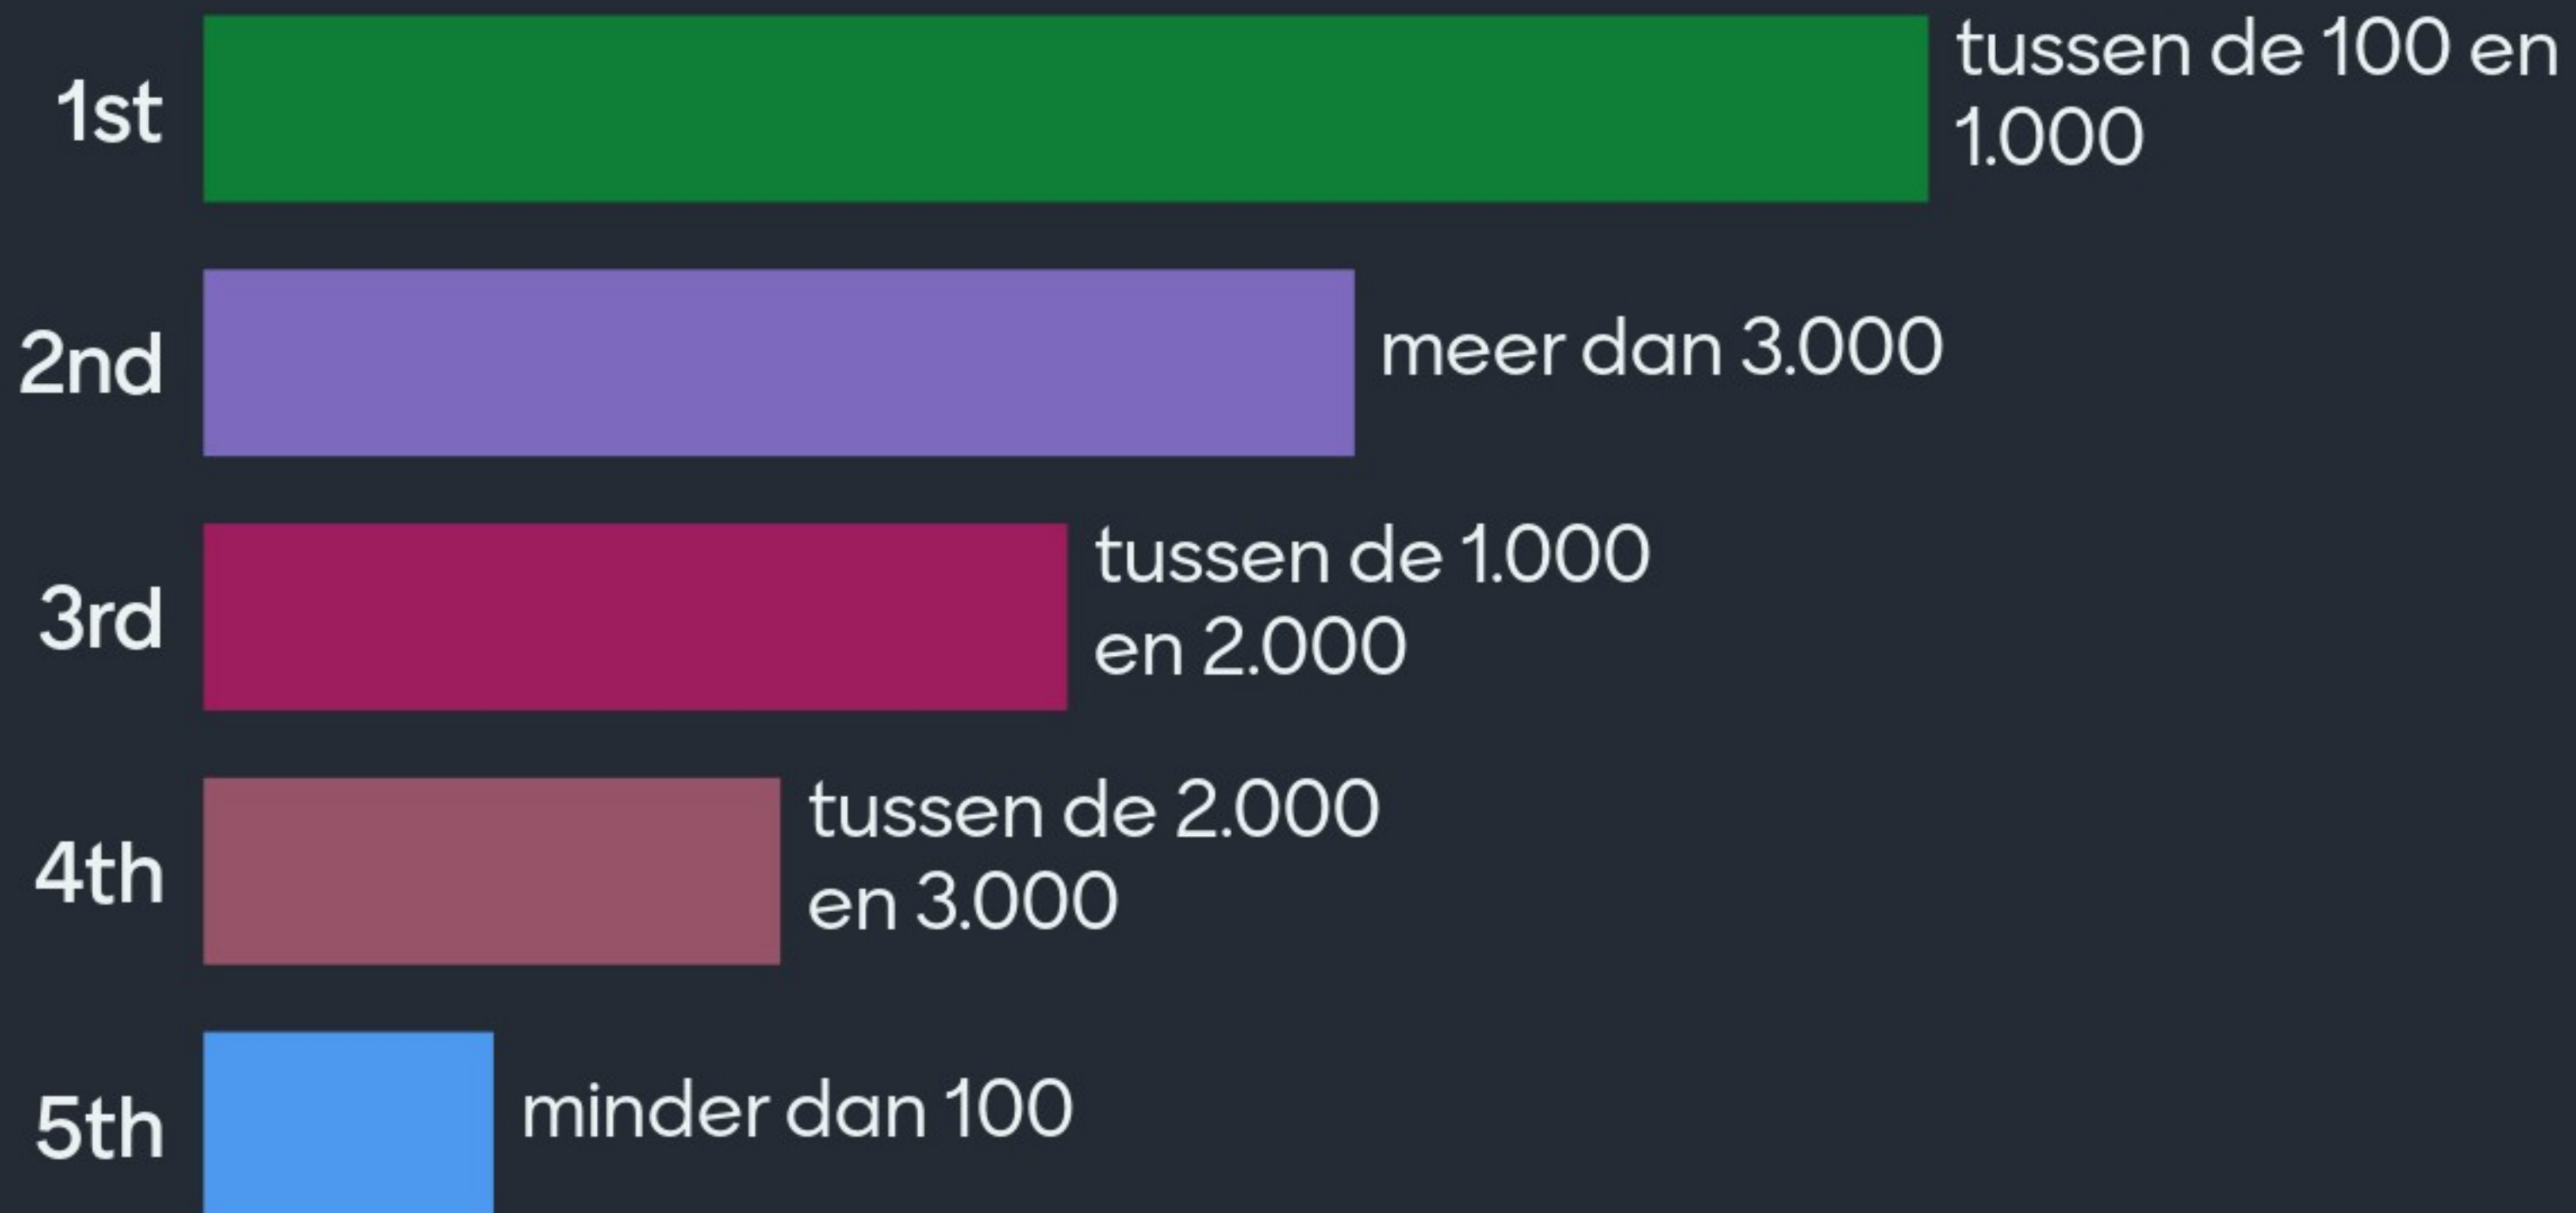 1st
tussen de 100 en
1.000
2nd
meer dan 3.000
3rd
tussen de 1.000
en 2.000
4th
tussen de 2.000
en 3.000
5th
minder dan 100